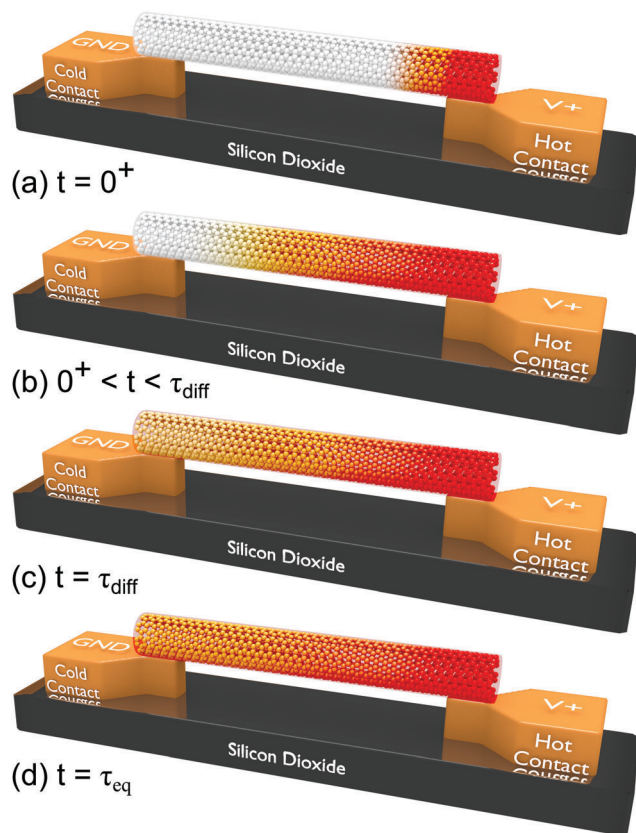 GND
Cold
Contact
Silicon Dioxide
V+
Hot
Contact
(a) t = 0⁺
GND
Cold
Contact
Silicon Dioxide
V+
Hot
Contact
(b) 0⁺ < t < τdiff
GND
Cold
Contact
Silicon Dioxide
V+
Hot
Contact
(c) t = τdiff
GND
Cold
Contact
Silicon Dioxide
V+
Hot
Contact
(d) t = τeq